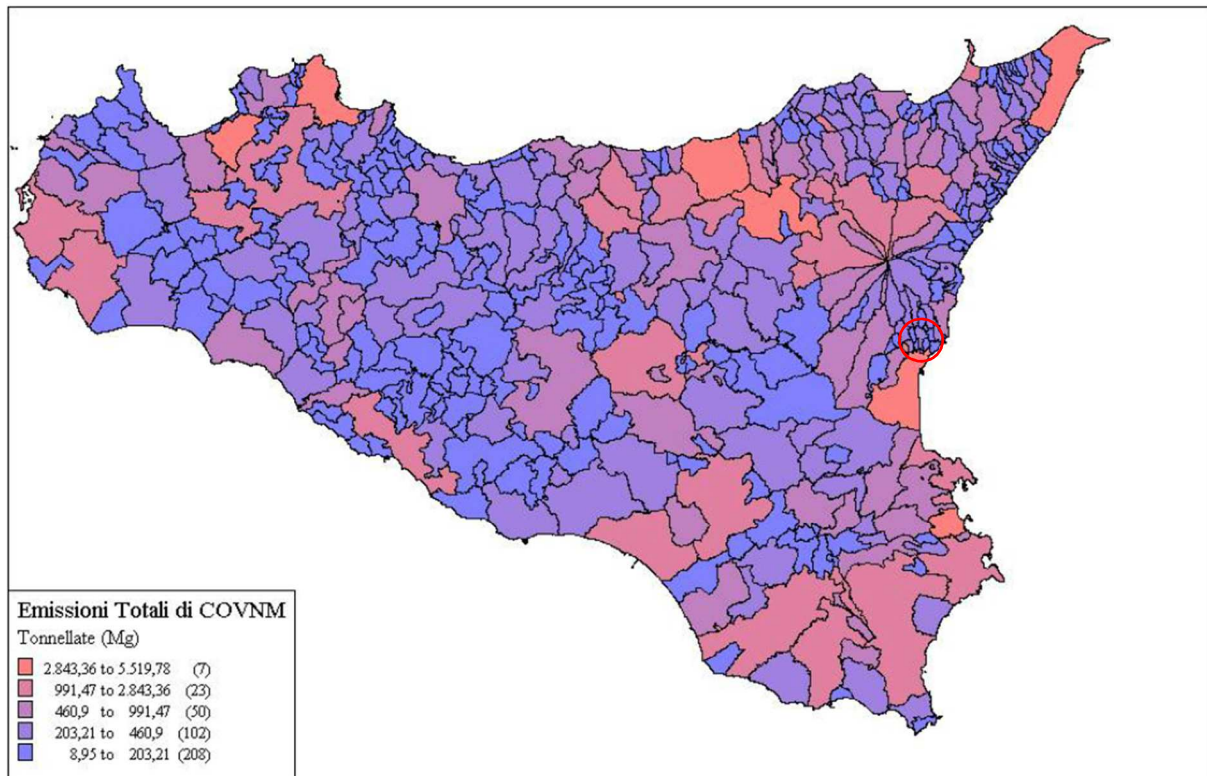 Emissioni Totali di COVNM
Tonnellate (Mg)
2.843,36 to 5.519,78 (7)
991,47 to 2.843,36 (23)
460,9 to 991,47 (50)
203,21 to 460,9 (102)
8,95 to 203,21 (208)